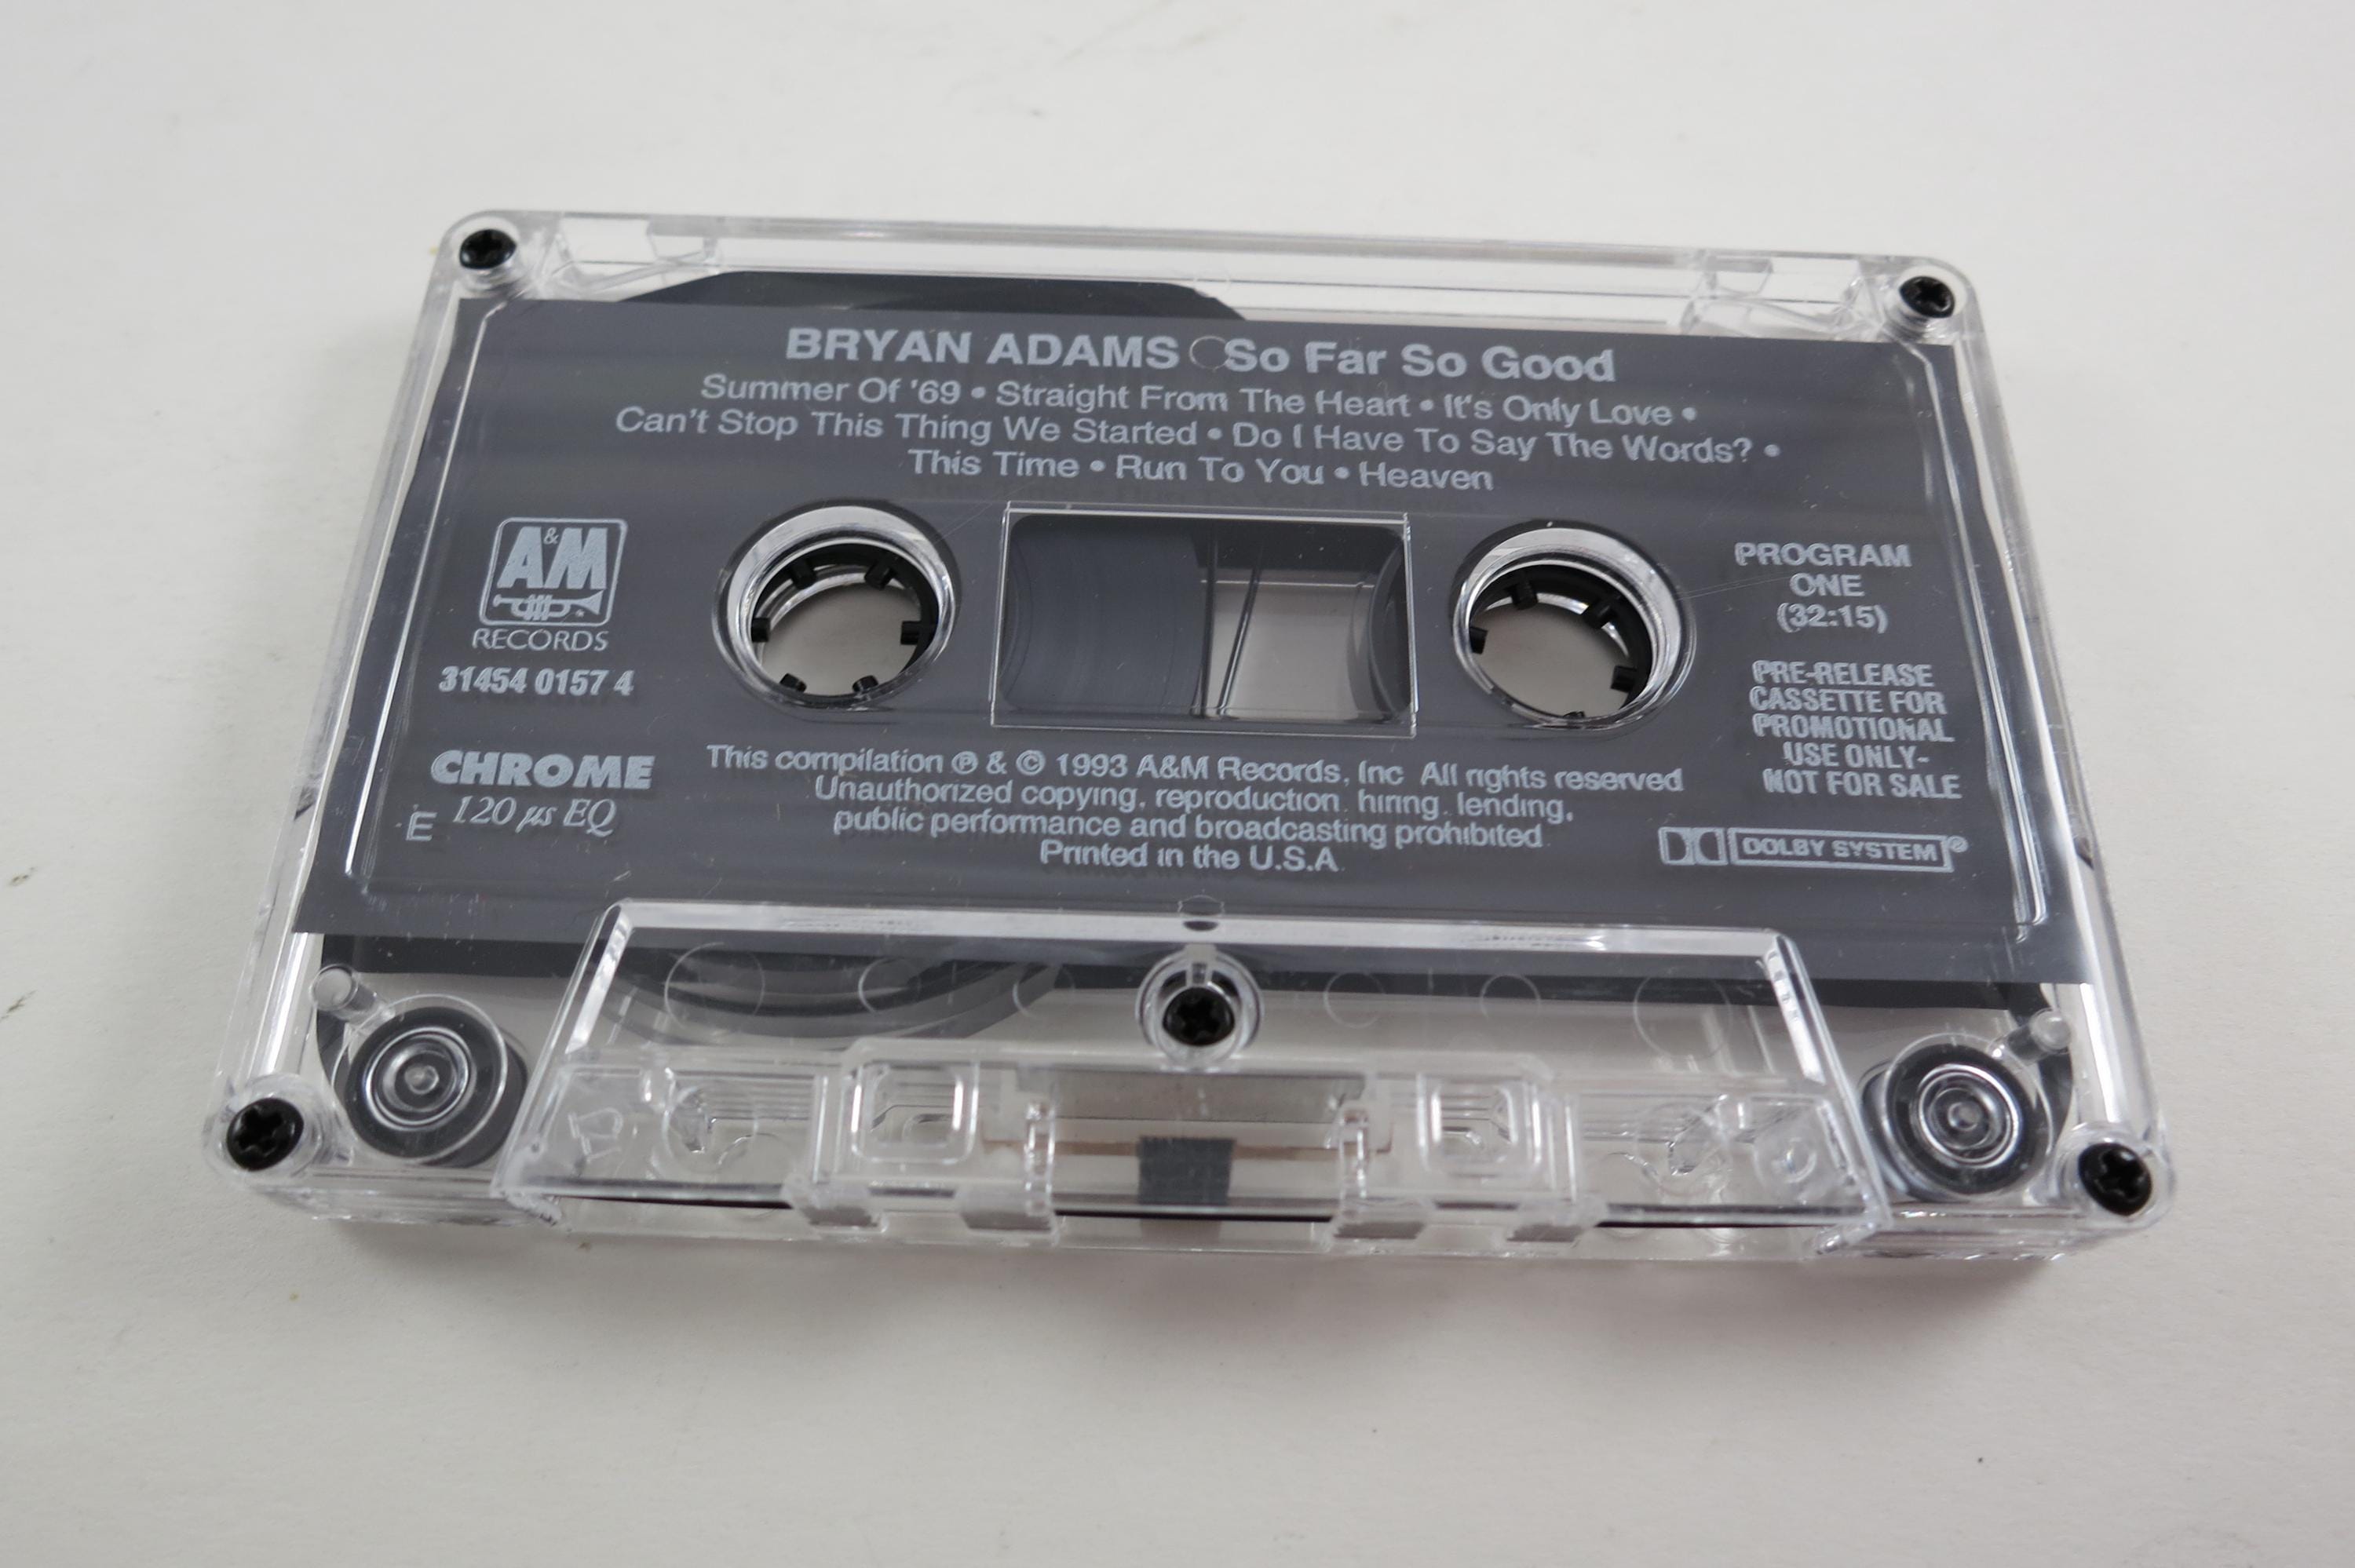 BRYAN ADAMS So Far So Good
Summer Of '69 • Straight From The Heart • It's Only Love •
Can't Stop This Thing We Started • Do I Have To Say The Words? •
This Time • Run To You • Heaven
A&M
RECORDS
31454 0157 4
CHROME
120 µs EQ
E
PROGRAM
ONE
(32:15)
PRE-RELEASE
CASSETTE FOR
PROMOTIONAL
USE ONLY-
NOT FOR SALE
DOLBY SYSTEM®
This compilation ℗ & © 1993 A&M Records, Inc All rights reserved
Unauthorized copying, reproduction, hiring, lending,
public performance and broadcasting prohibited
Printed in the U.S.A.